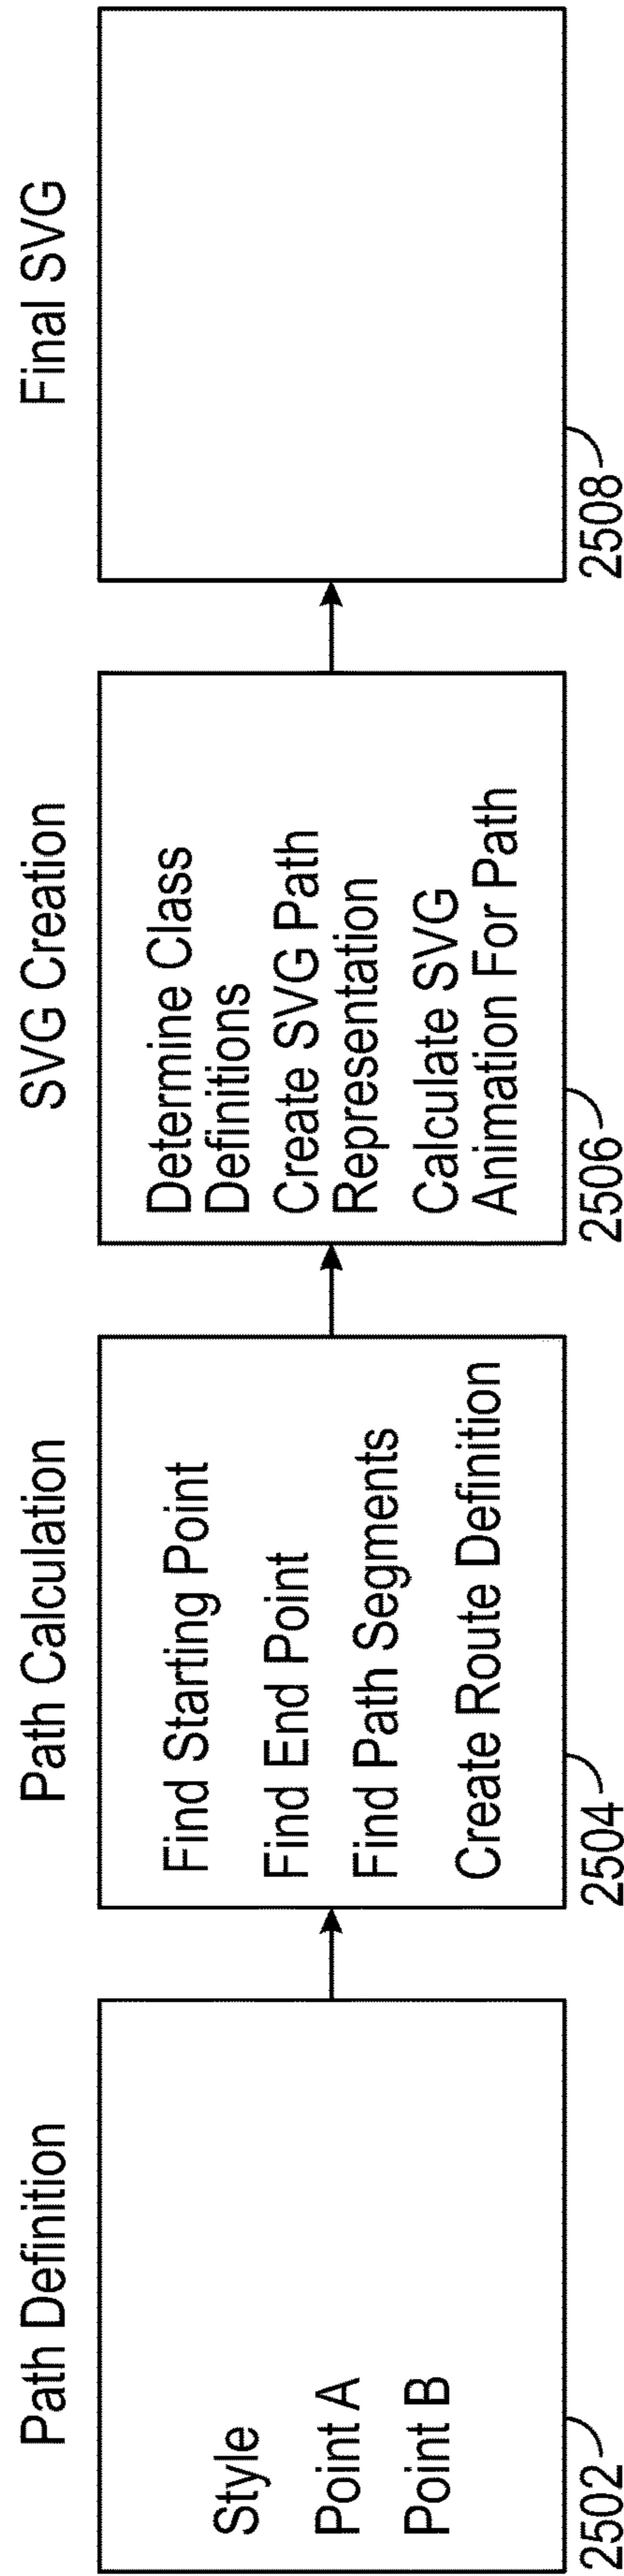 Path Definition
Style
Point A
Point B
2502
Path Calculation
Find Starting Point
Find End Point
Find Path Segments
Create Route Definition
2504
SVG Creation
Determine Class
Definitions
Create SVG Path
Representation
Calculate SVG
Animation For Path
2506
Final SVG
2508